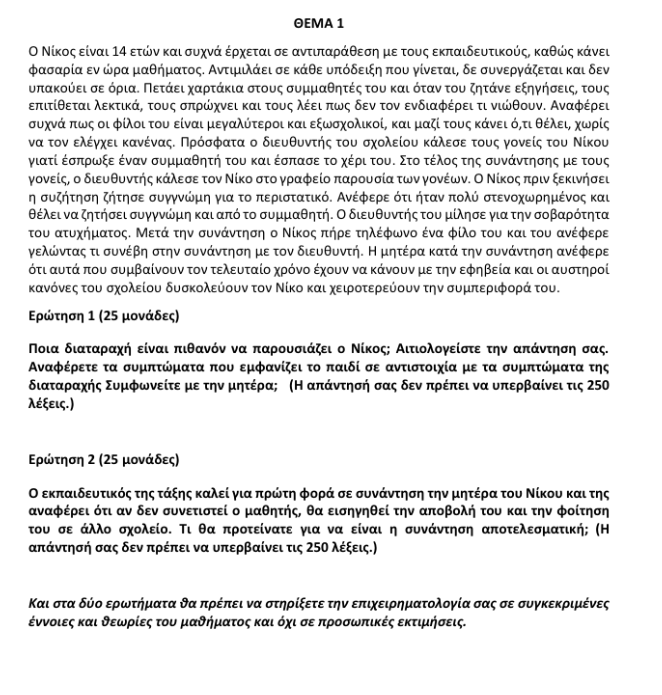 ΘΕΜΑ 1
Ο Νίκος είναι 14 ετών και συχνά έρχεται σε αντιπαράθεση με τους εκπαιδευτικούς, καθώς κάνει
φασαρία εν ώρα μαθήματος. Αντιμιλάει σε κάθε υπόδειξη που γίνεται, δε συνεργάζεται και δεν
υπακούει σε όρια. Πετάει χαρτάκια στους συμμαθητές του και όταν του ζητάνε εξηγήσεις, τους
επιτίθεται λεκτικά, τους σπρώχνει και τους λέει πως δεν τον ενδιαφέρει τι νιώθουν. Αναφέρει
συχνά πως οι φίλοι του είναι μεγαλύτεροι και εξωσχολικοί, και μαζί τους κάνει ό,τι θέλει, χωρίς
να τον ελέγχει κανένας. Πρόσφατα ο διευθυντής του σχολείου κάλεσε τους γονείς του Νίκου
γιατί έσπρωξε έναν συμμαθητή του και έσπασε το χέρι του. Στο τέλος της συνάντησης με τους
γονείς, ο διευθυντής κάλεσε τον Νίκο στο γραφείο παρουσία των γονέων. Ο Νίκος πριν ξεκινήσει
η συζήτηση ζήτησε συγγνώμη για το περιστατικό. Ανέφερε ότι ήταν πολύ στενοχωρημένος και
θέλει να ζητήσει συγγνώμη και από το συμμαθητή. Ο διευθυντής του μίλησε για την σοβαρότητα
του ατυχήματος. Μετά την συνάντηση ο Νίκος πήρε τηλέφωνο ένα φίλο του και του ανέφερε
γελώντας τι συνέβη στην συνάντηση με τον διευθυντή. Η μητέρα κατά την συνάντηση ανέφερε
ότι αυτά που συμβαίνουν τον τελευταίο χρόνο έχουν να κάνουν με την εφηβεία και οι αυστηροί
κανόνες του σχολείου δυσκολεύουν τον Νίκο και χειροτερεύουν την συμπεριφορά του.
Ερώτηση 1 (25 μονάδες)
Ποια διαταραχή είναι πιθανόν να παρουσιάζει ο Νίκος; Αιτιολογείστε την απάντηση σας.
Αναφέρετε τα συμπτώματα που εμφανίζει το παιδί σε αντιστοιχία με τα συμπτώματα της
διαταραχής Συμφωνείτε με την μητέρα; (Η απάντησή σας δεν πρέπει να υπερβαίνει τις 250
λέξεις.)
Ερώτηση 2 (25 μονάδες)
Ο εκπαιδευτικός της τάξης καλεί για πρώτη φορά σε συνάντηση την μητέρα του Νίκου και της
αναφέρει ότι αν δεν συνετιστεί ο μαθητής, θα εισηγηθεί την αποβολή του και την φοίτηση
του σε άλλο σχολείο. Τι θα προτείνατε για να είναι η συνάντηση αποτελεσματική; (Η
απάντησή σας δεν πρέπει να υπερβαίνει τις 250 λέξεις.)
Και στα δύο ερωτήματα θα πρέπει να στηρίξετε την επιχειρηματολογία σας σε συγκεκριμένες
έννοιες και θεωρίες του μαθήματος και όχι σε προσωπικές εκτιμήσεις.